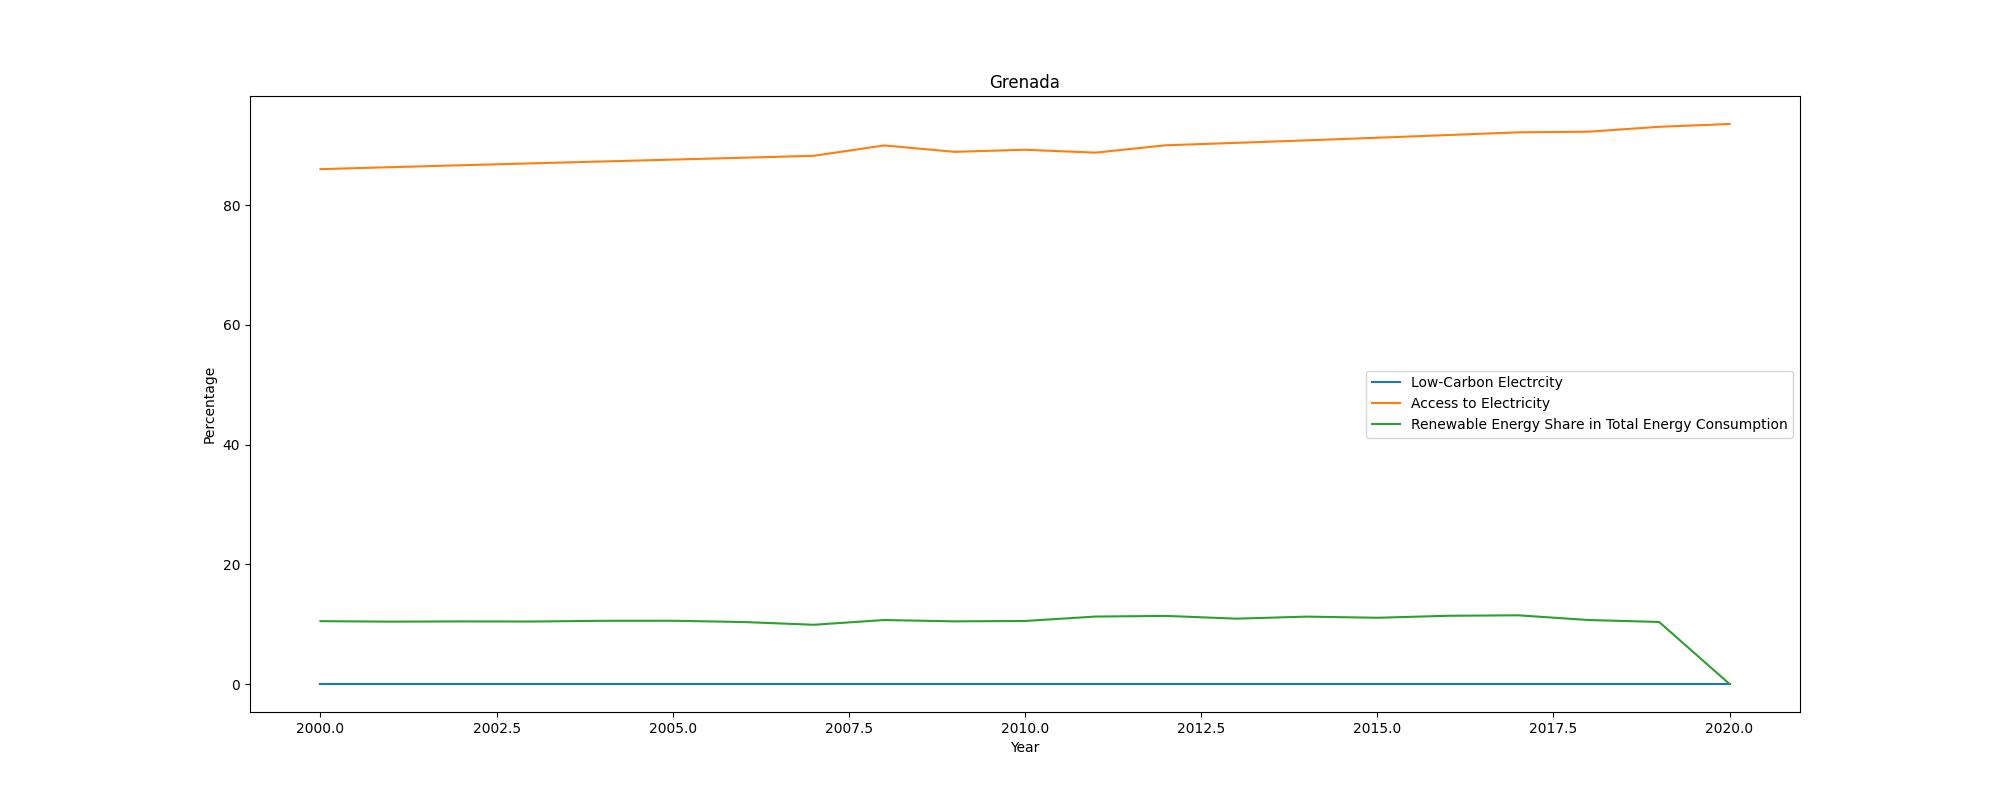 Grenada
Percentage
80
60
40
20
0
Low-Carbon Electrcity
Access to Electricity
Renewable Energy Share in Total Energy Consumption
2000.0 2002.5 2005.0 2007.5 2010.0 2012.5 2015.0 2017.5 2020.0
Year